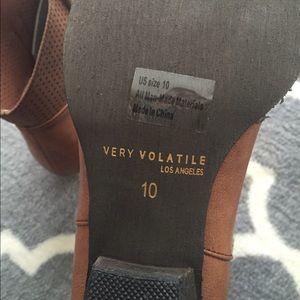 US size 10
All Man-Made Materials
Made in China
VERY VOLATILE
LOS ANGELES
10